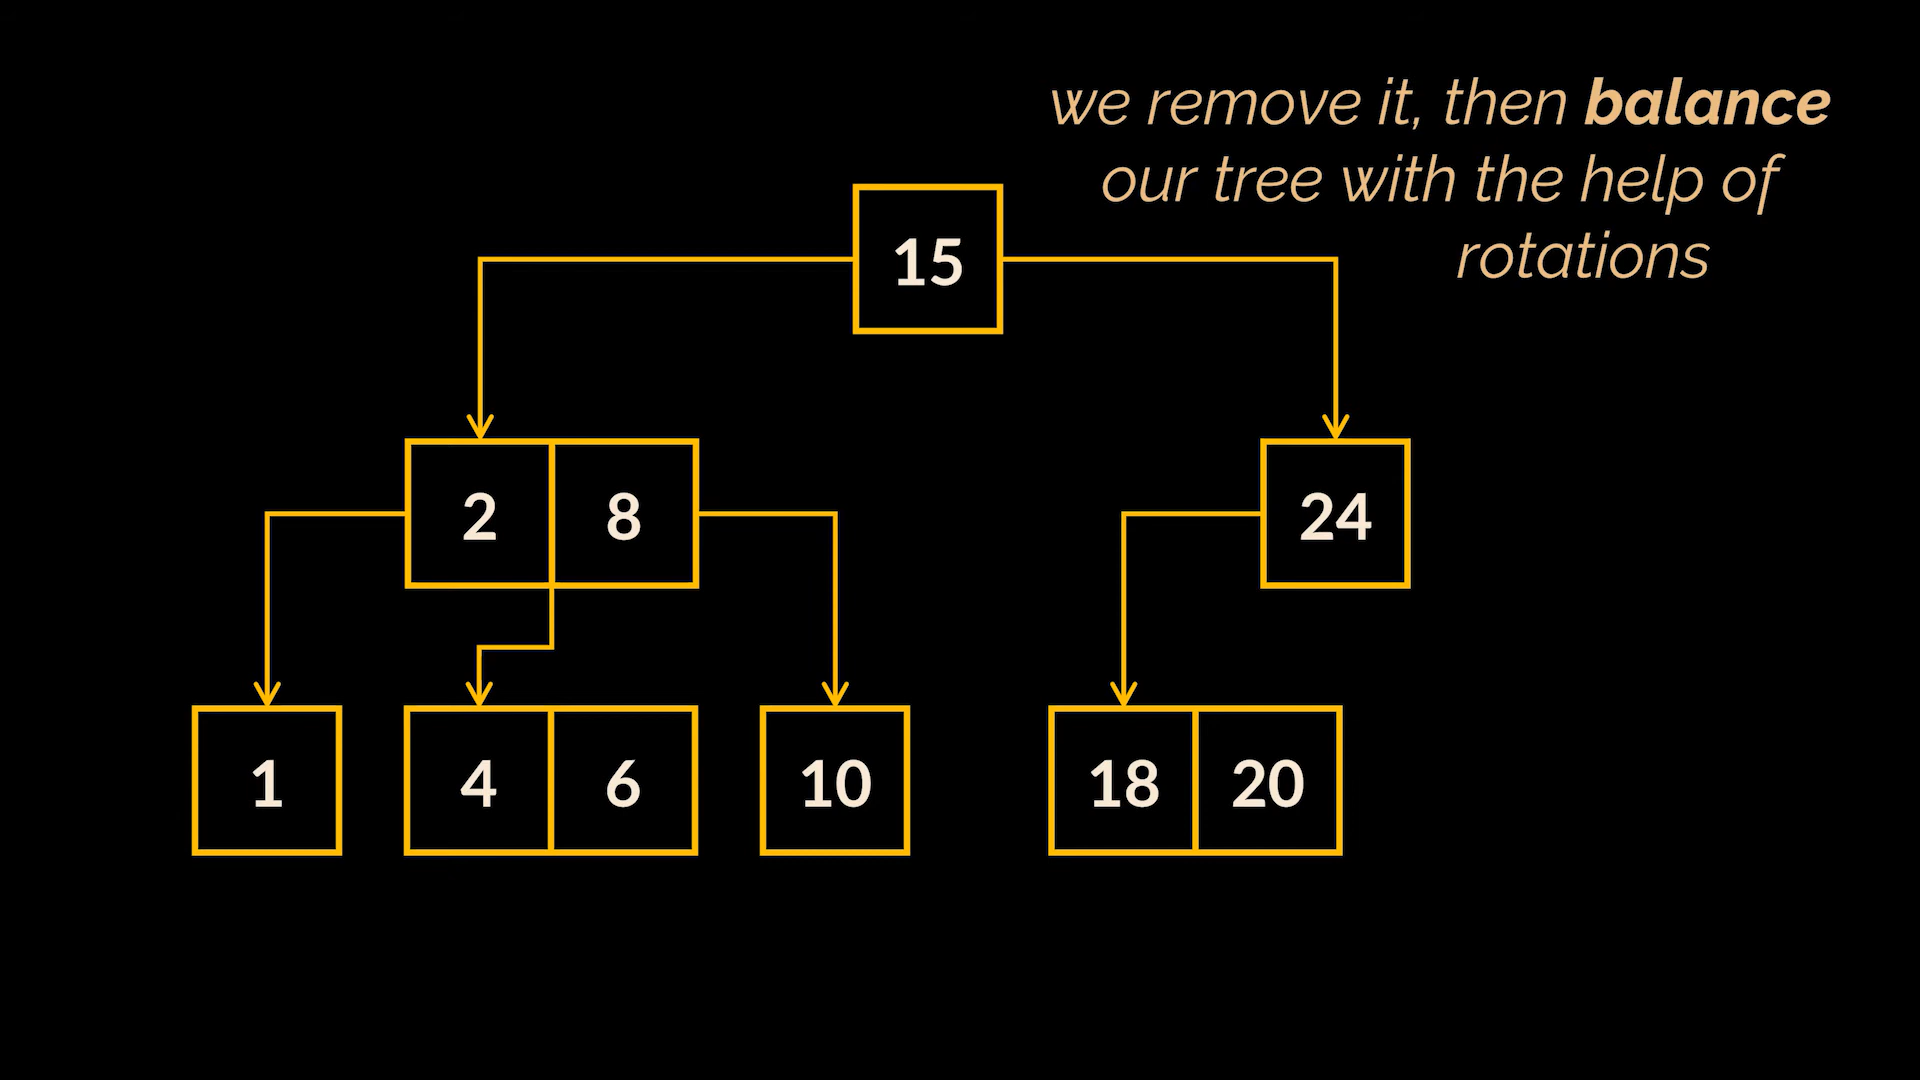 we remove it, then balance
our tree with the help of
rotations
15
2 8
24
1
4 6
10
18 20